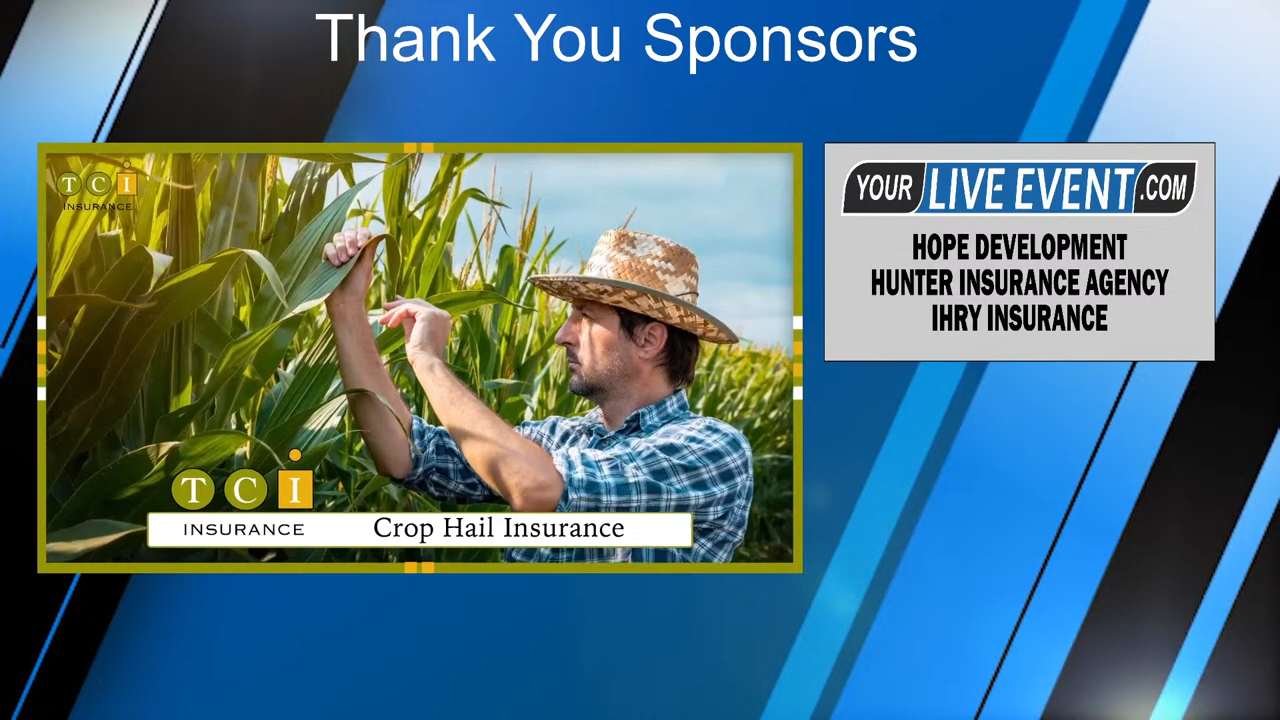 Thank You Sponsors
TCi
INSURANCE
TCi
INSURANCE
Crop Hail Insurance
YOUR LIVE EVENT .COM
HOPE DEVELOPMENT
HUNTER INSURANCE AGENCY
IHRY INSURANCE